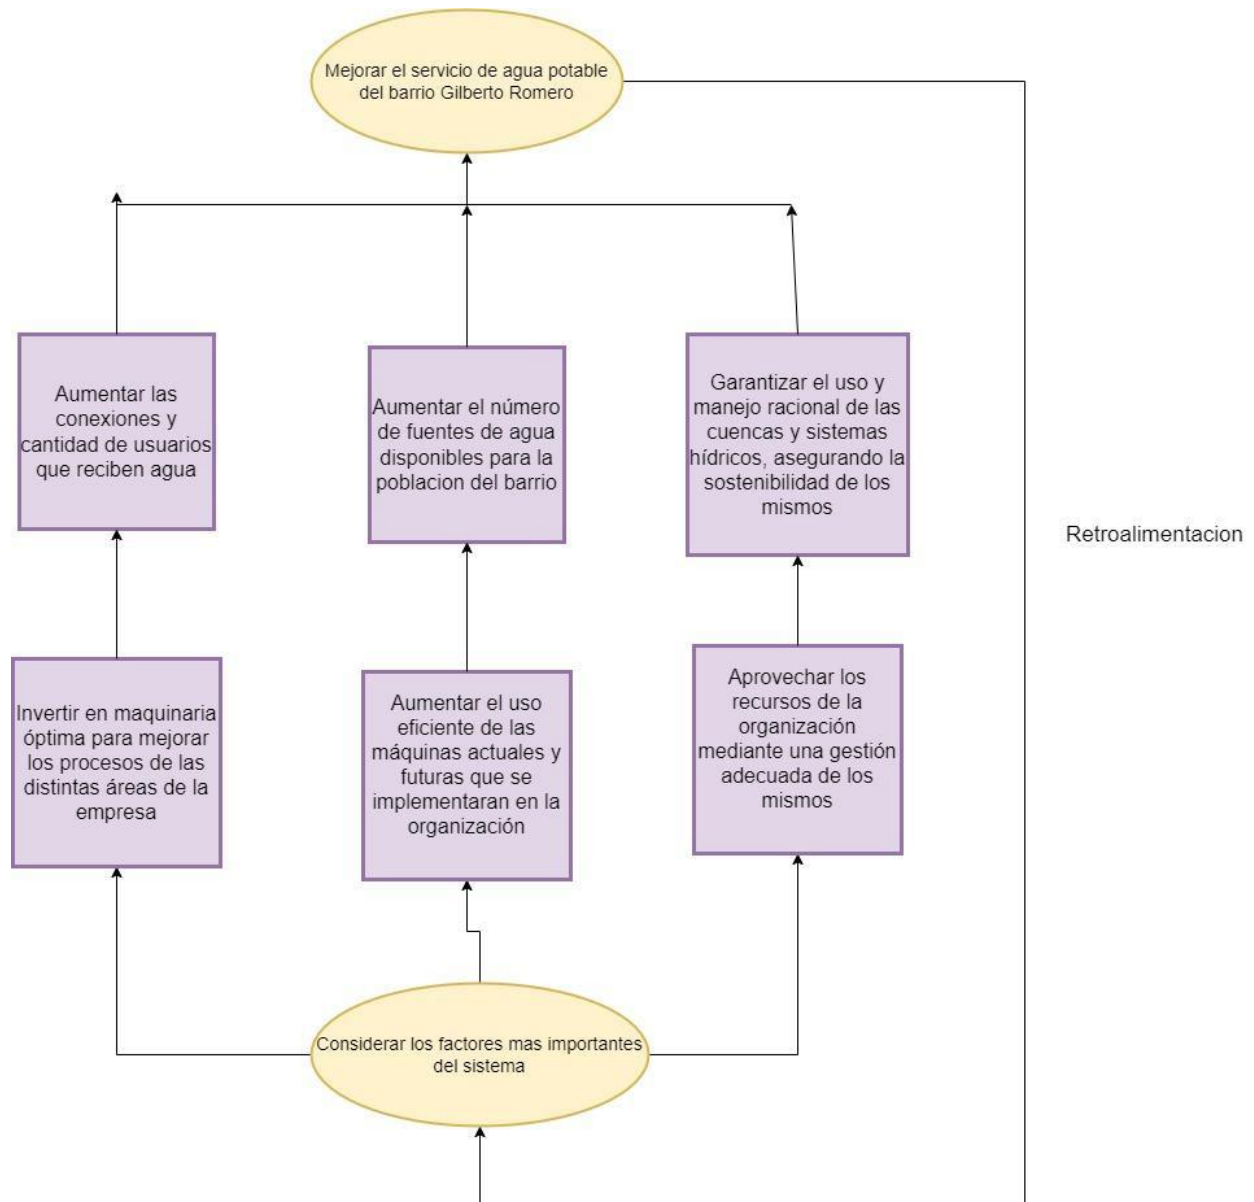 Mejorar el servicio de agua potable
del barrio Gilberto Romero
Aumentar las
conexiones y
cantidad de usuarios
que reciben agua
Aumentar el número
de fuentes de agua
disponibles para la
poblacion del barrio
Garantizar el uso y
manejo racional de las
cuencas y sistemas
hídricos, asegurando la
sostenibilidad de los
mismos
Retroalimentacion
Invertir en maquinaria
óptima para mejorar
los procesos de las
distintas áreas de la
empresa
Aumentar el uso
eficiente de las
máquinas actuales y
futuras que se
implementaran en la
organización
Aprovechar los
recursos de la
organización
mediante una gestión
adecuada de los
mismos
Considerar los factores mas importantes
del sistema